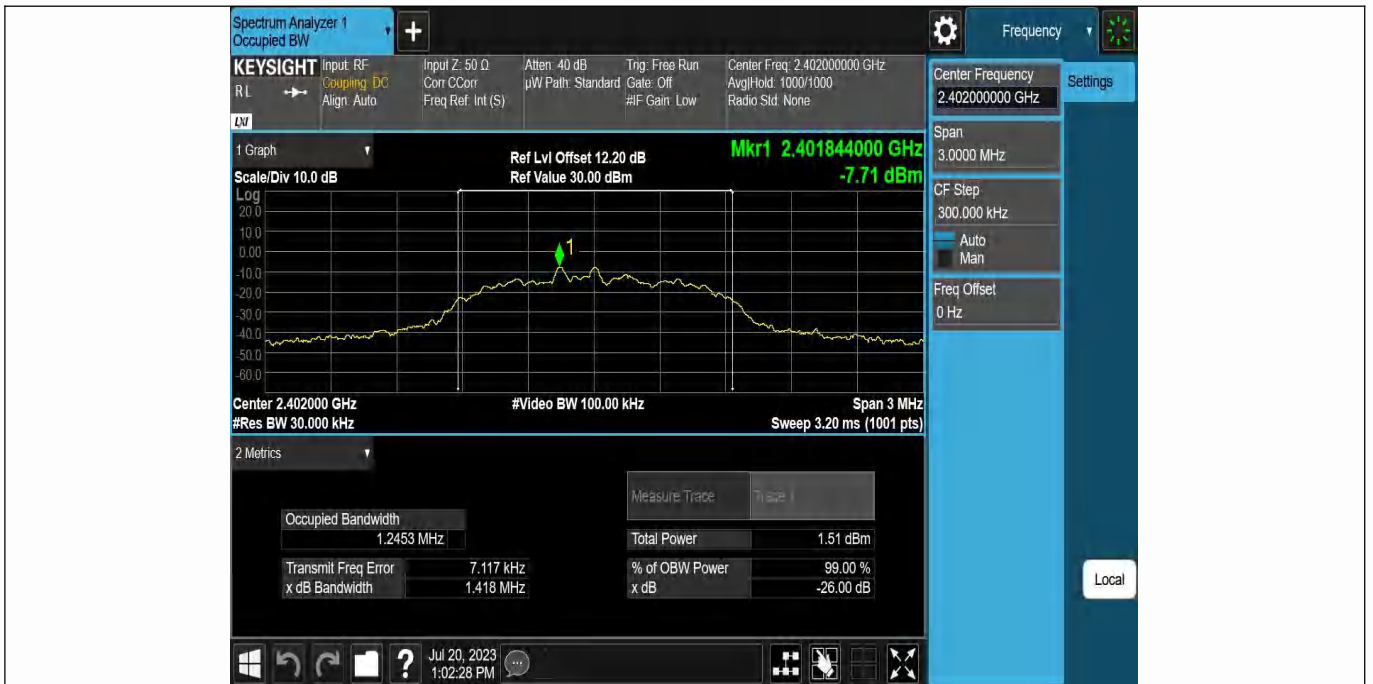 Spectrum Analyzer 1
Occupied BW
+
Frequency
KEYSIGHT
RL
LXI
Input: RF
Coupling: DC
Align: Auto
Input Z: 50 Ω
Corr CCorr
Freq Ref: Int (S)
Atten: 40 dB
µW Path: Standard
Trig: Free Run
Gate: Off
#IF Gain: Low
Center Freq: 2.402000000 GHz
Avg|Hold: 1000/1000
Radio Std: None
Center Frequency
2.402000000 GHz
Settings
Span
3.0000 MHz
CF Step
300.000 kHz
Auto
Man
Freq Offset
0 Hz
1 Graph
Scale/Div 10.0 dB
Ref Lvl Offset 12.20 dB
Ref Value 30.00 dBm
Mkr1 2.401844000 GHz
-7.71 dBm
Log
20.0
10.0
0.00
-10.0
-20.0
-30.0
-40.0
-50.0
-60.0
1
Center 2.402000 GHz
#Video BW 100.00 kHz
Span 3 MHz
#Res BW 30.000 kHz
Sweep 3.20 ms (1001 pts)
2 Metrics
Measure Trace Trace 1
Occupied Bandwidth
1.2453 MHz
Total Power 1.51 dBm
Transmit Freq Error 7.117 kHz
% of OBW Power 99.00 %
x dB Bandwidth 1.418 MHz
x dB -26.00 dB
Local
?
Jul 20, 2023
1:02:28 PM